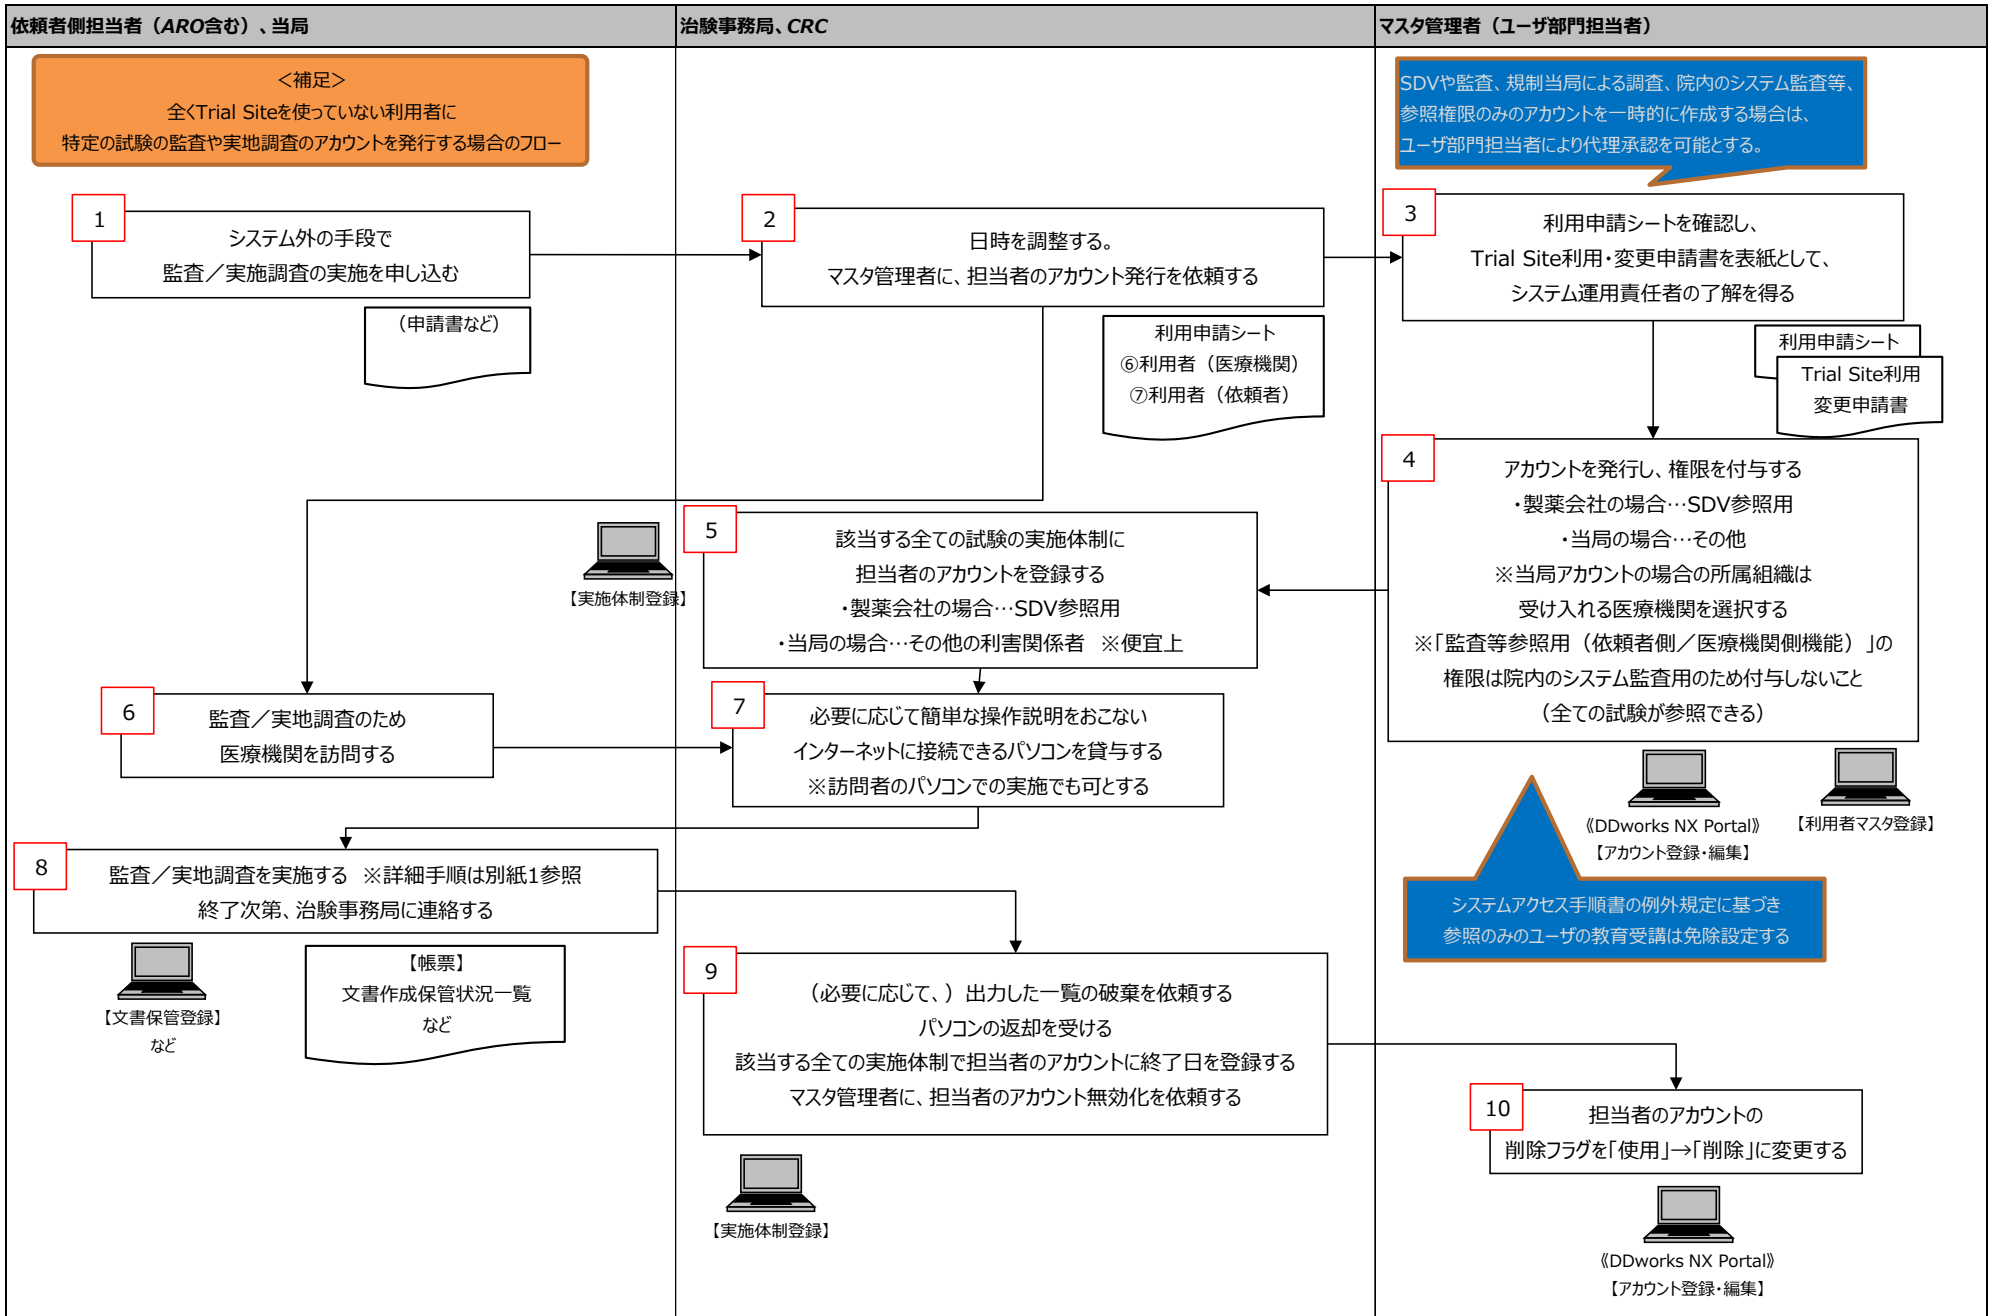 依頼者側担当者（ARO含む）、当局
治験事務局、CRC
マスタ管理者（ユーザ部門担当者）
＜補足＞
全くTrial Siteを使っていない利用者に
特定の試験の監査や実地調査のアカウントを発行する場合のフロー
SDVや監査、規制当局による調査、院内のシステム監査等、
参照権限のみのアカウントを一時的に作成する場合は、
ユーザ部門担当者により代理承認を可能とする。
1
システム外の手段で
監査／実施調査の実施を申し込む
（申請書など）
2
日時を調整する。
マスタ管理者に、担当者のアカウント発行を依頼する
利用申請シート
⑥利用者（医療機関）
⑦利用者（依頼者）
3
利用申請シートを確認し、
Trial Site利用・変更申請書を表紙として、
システム運用責任者の了解を得る
利用申請シート
Trial Site利用
変更申請書
4
アカウントを発行し、権限を付与する
・製薬会社の場合…SDV参照用
・当局の場合…その他
※当局アカウントの場合の所属組織は
受け入れる医療機関を選択する
※「監査等参照用（依頼者側／医療機関側機能）」の
権限は院内のシステム監査用のため付与しないこと
（全ての試験が参照できる）
《DDworks NX Portal》
【アカウント登録・編集】
【利用者マスタ登録】
システムアクセス手順書の例外規定に基づき
参照のみのユーザの教育受講は免除設定する
【実施体制登録】
5
該当する全ての試験の実施体制に
担当者のアカウントを登録する
・製薬会社の場合…SDV参照用
・当局の場合…その他の利害関係者　※便宜上
6
監査／実地調査のため
医療機関を訪問する
7
必要に応じて簡単な操作説明をおこない
インターネットに接続できるパソコンを貸与する
※訪問者のパソコンでの実施でも可とする
8
監査／実地調査を実施する　※詳細手順は別紙1参照
終了次第、治験事務局に連絡する
【文書保管登録】
など
【帳票】
文書作成保管状況一覧
など
9
（必要に応じて、）出力した一覧の破棄を依頼する
パソコンの返却を受ける
該当する全ての実施体制で担当者のアカウントに終了日を登録する
マスタ管理者に、担当者のアカウント無効化を依頼する
【実施体制登録】
10
担当者のアカウントの
削除フラグを「使用」→「削除」に変更する
《DDworks NX Portal》
【アカウント登録・編集】